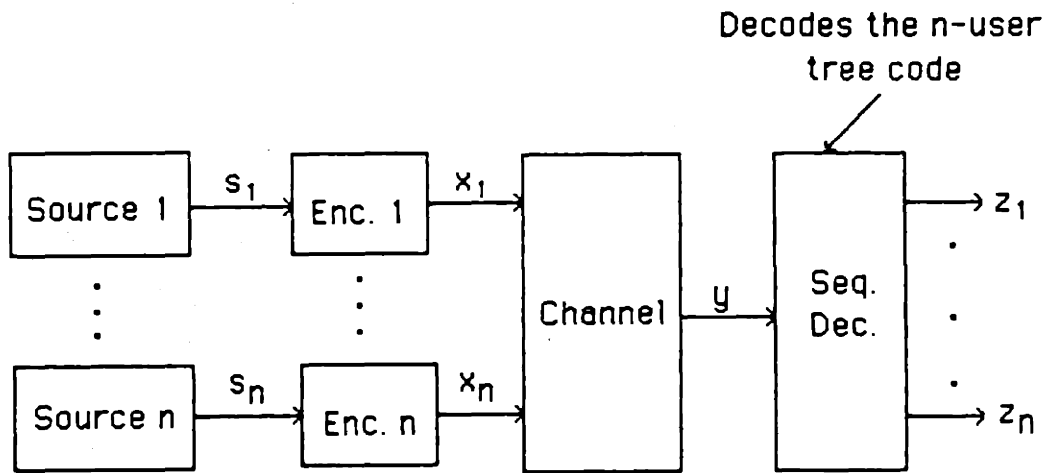 Decodes the n-user
tree code
Source 1
s1
Enc. 1
x1
Channel
y
Seq.
Dec.
z1
Source n
sn
Enc. n
xn
zn